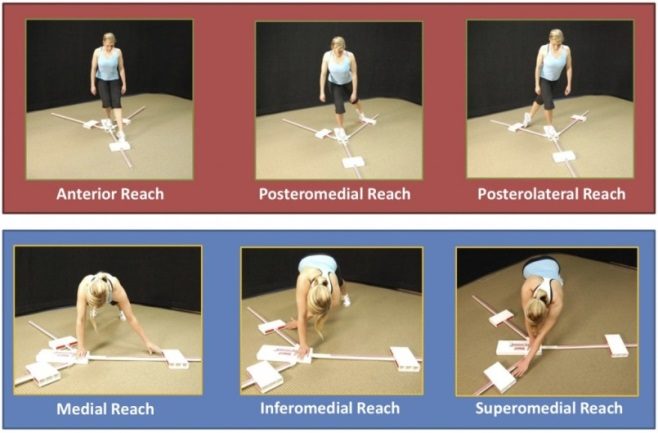 Anterior Reach
Posteromedial Reach
Posterolateral Reach
Medial Reach
Inferomedial Reach
Superomedial Reach